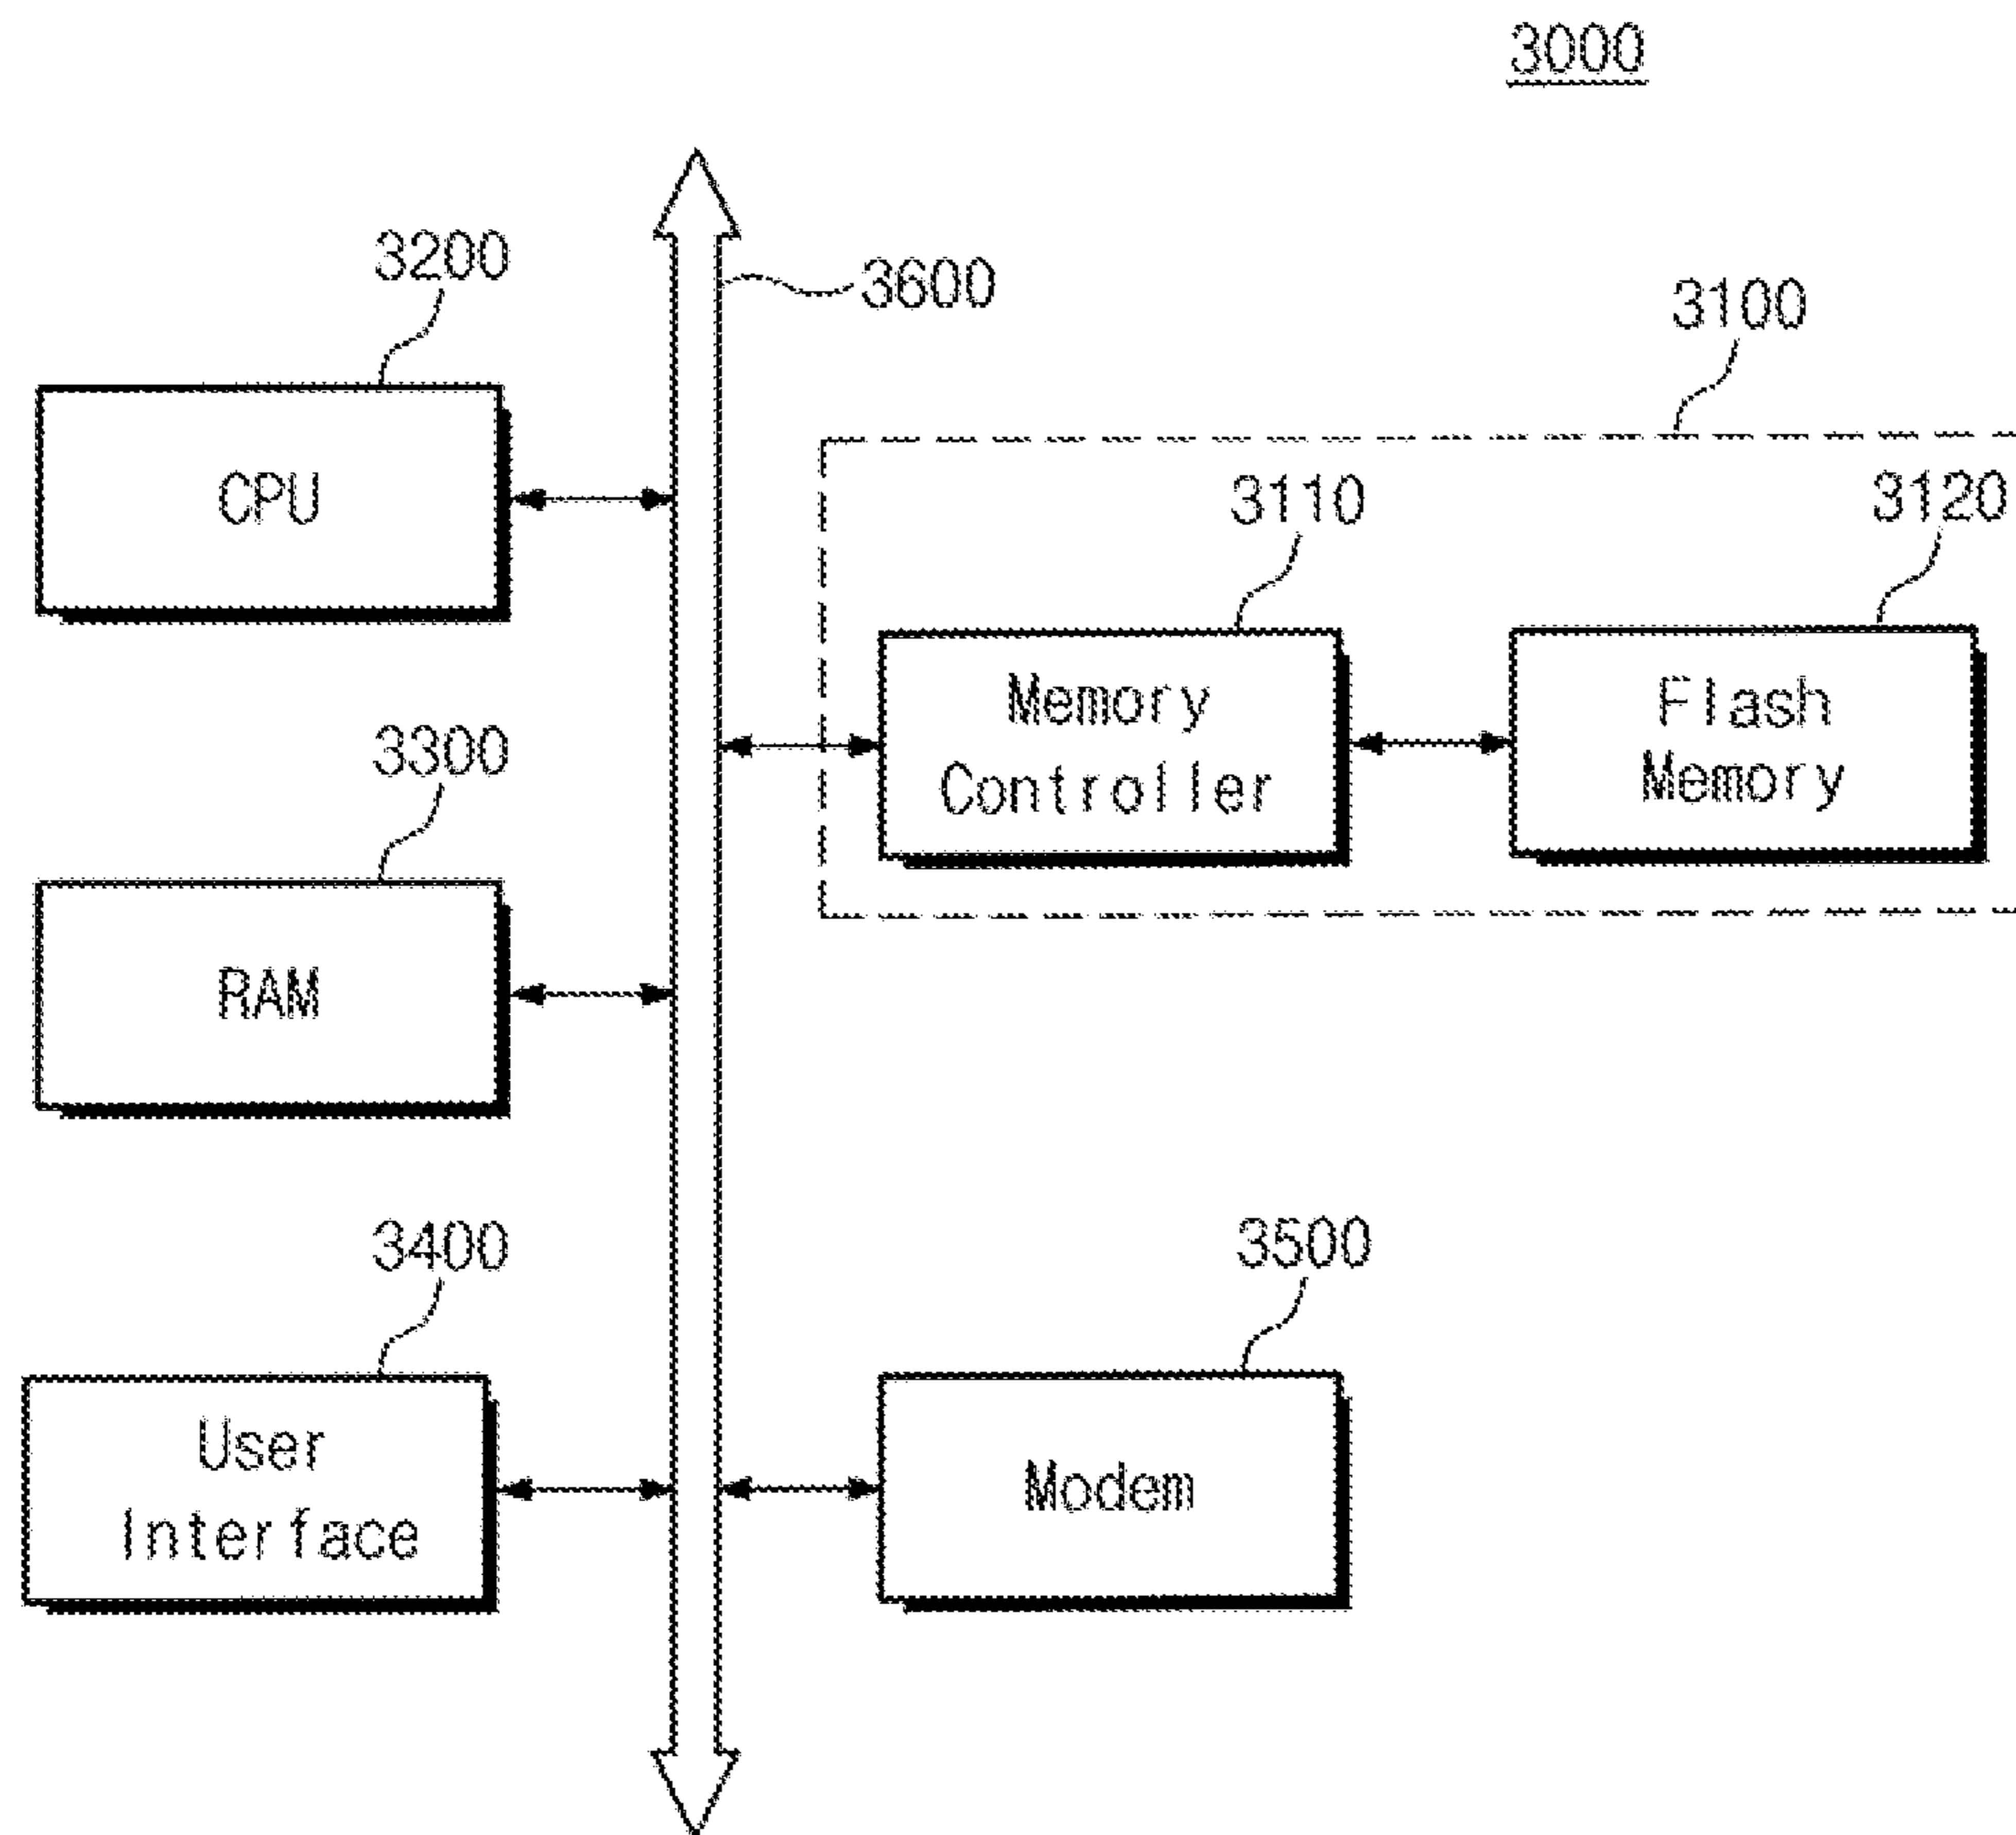 3000
3200
3600
3100
CPU
3110
3120
Memory
Controller
Flash
Memory
3300
RAM
3400
3500
User
Interface
Modem